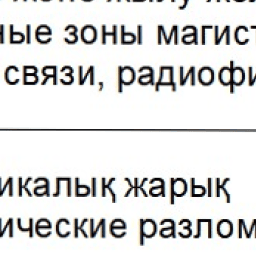 ные зоны магист
связи, радиофи
икалық жарық
ические разлом